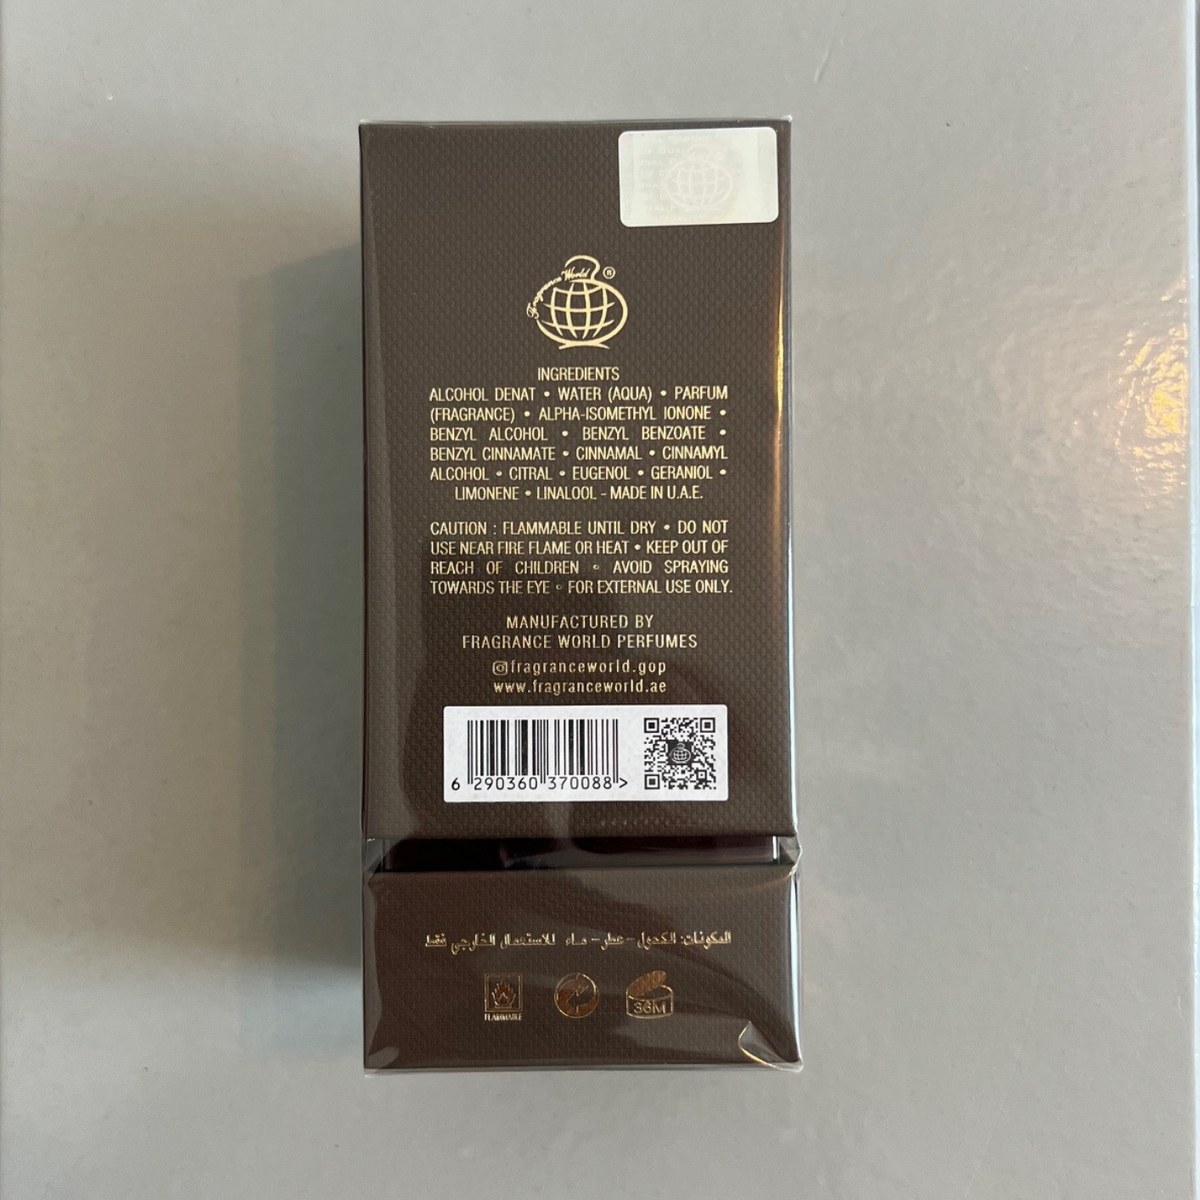 Fragrance World ®
INGREDIENTS
ALCOHOL DENAT • WATER (AQUA) • PARFUM
(FRAGRANCE) • ALPHA-ISOMETHYL IONONE •
BENZYL ALCOHOL • BENZYL BENZOATE •
BENZYL CINNAMATE • CINNAMAL • CINNAMYL
ALCOHOL • CITRAL • EUGENOL • GERANIOL •
LIMONENE • LINALOOL - MADE IN U.A.E.
CAUTION : FLAMMABLE UNTIL DRY • DO NOT
USE NEAR FIRE FLAME OR HEAT • KEEP OUT OF
REACH OF CHILDREN • AVOID SPRAYING
TOWARDS THE EYE • FOR EXTERNAL USE ONLY.
MANUFACTURED BY
FRAGRANCE WORLD PERFUMES
fragranceworld.gop
www.fragranceworld.ae
6 290360 370088 >
المكونات: الكحول - عطر - ماء للاستعمال الخارجي فقط
FLAMMABLE
36M